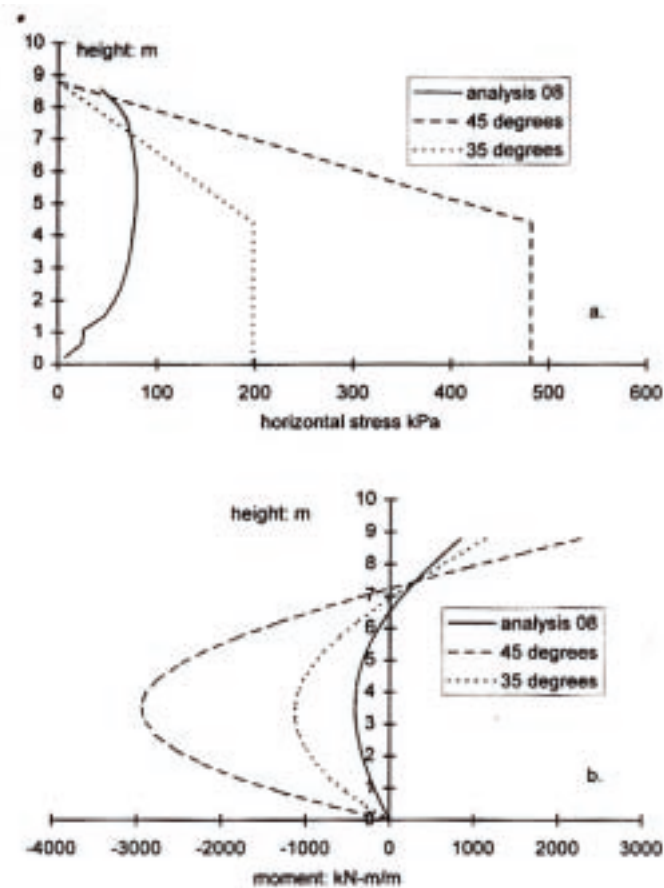 10
height: m
9
8
7
6
5
4
3
2
1
0
analysis 08
45 degrees
35 degrees
a.
0 100 200 300 400 500 600
horizontal stress kPa
10
height: m
9
8
7
6
5
4
3
2
1
0
analysis 08
45 degrees
35 degrees
b.
-4000 -3000 -2000 -1000 0 1000 2000 3000
moment: kN-m/m